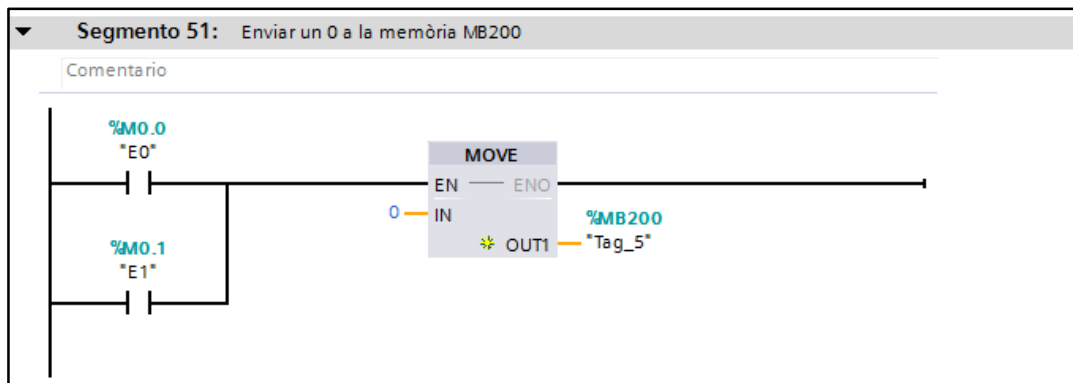 Segmento 51: Enviar un 0 a la memòria MB200
Comentario
%M0.0
"E0"
MOVE
EN ENO
0 IN
%MB200
OUT1 "Tag_5"
%M0.1
"E1"